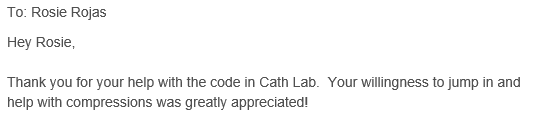 To: Rosie Rojas
Hey Rosie,
Thank you for your help with the code in Cath Lab.  Your willingness to jump in and
help with compressions was greatly appreciated!